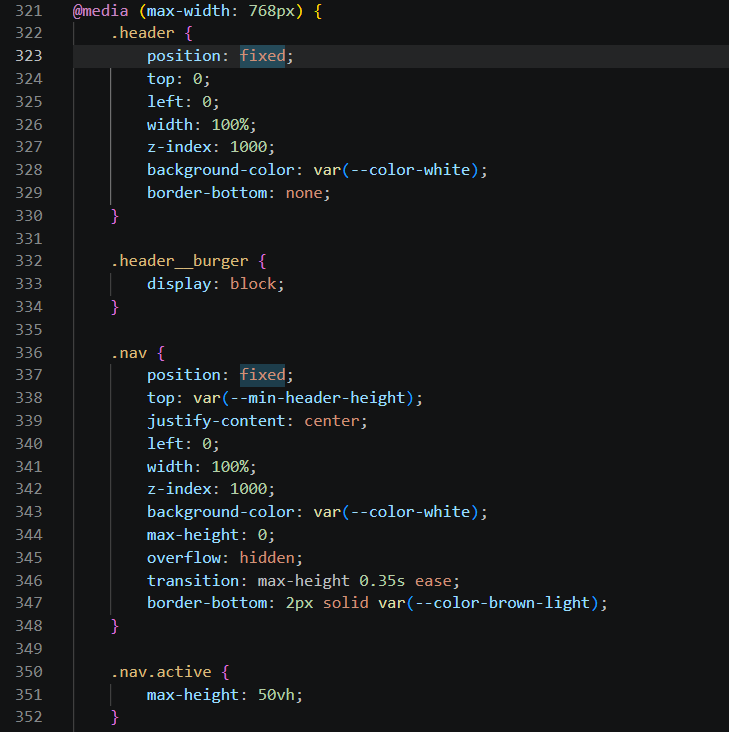 321 @media (max-width: 768px) {
322     .header {
323         position: fixed;
324         top: 0;
325         left: 0;
326         width: 100%;
327         z-index: 1000;
328         background-color: var(--color-white);
329         border-bottom: none;
330     }
331
332     .header__burger {
333         display: block;
334     }
335
336     .nav {
337         position: fixed;
338         top: var(--min-header-height);
339         justify-content: center;
340         left: 0;
341         width: 100%;
342         z-index: 1000;
343         background-color: var(--color-white);
344         max-height: 0;
345         overflow: hidden;
346         transition: max-height 0.35s ease;
347         border-bottom: 2px solid var(--color-brown-light);
348     }
349
350     .nav.active {
351         max-height: 50vh;
352     }